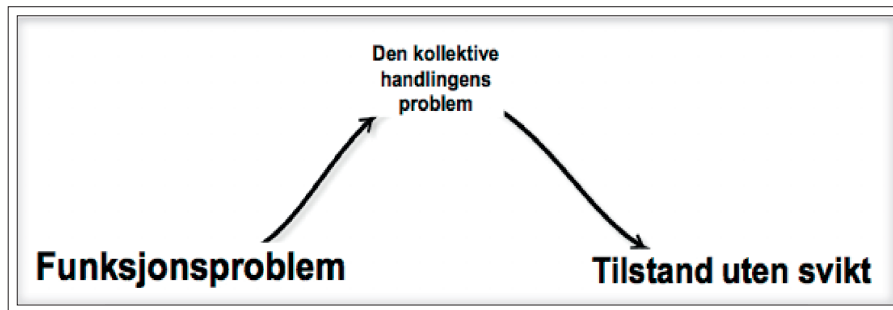 Den kollektive
handlingens
problem
Funksjonsproblem
Tilstand uten svikt